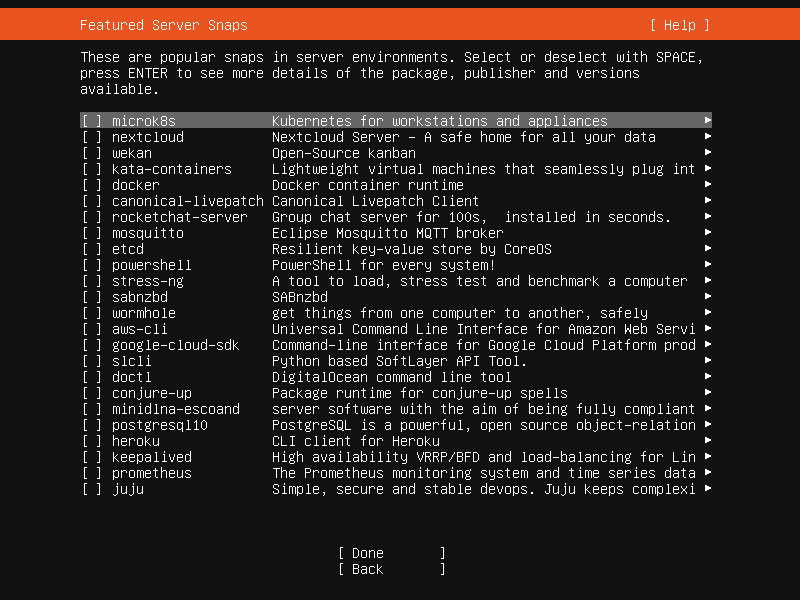 Featured Server Snaps [ Help ]
These are popular snaps in server environments. Select or deselect with SPACE,
press ENTER to see more details of the package, publisher and versions
available.
[ ] microk8s Kubernetes for workstations and appliances ▸
[ ] nextcloud Nextcloud Server - A safe home for all your data ▸
[ ] wekan Open-Source kanban ▸
[ ] kata-containers Lightweight virtual machines that seamlessly plug int ▸
[ ] docker Docker container runtime ▸
[ ] canonical-livepatch Canonical Livepatch Client ▸
[ ] rocketchat-server Group chat server for 100s,  installed in seconds. ▸
[ ] mosquitto Eclipse Mosquitto MQTT broker ▸
[ ] etcd Resilient key-value store by CoreOS ▸
[ ] powershell PowerShell for every system! ▸
[ ] stress-ng A tool to load, stress test and benchmark a computer ▸
[ ] sabnzbd SABnzbd ▸
[ ] wormhole get things from one computer to another, safely ▸
[ ] aws-cli Universal Command Line Interface for Amazon Web Servi ▸
[ ] google-cloud-sdk Command-line interface for Google Cloud Platform prod ▸
[ ] slcli Python based SoftLayer API Tool. ▸
[ ] doctl DigitalOcean command line tool ▸
[ ] conjure-up Package runtime for conjure-up spells ▸
[ ] minidlna-escoand server software with the aim of being fully compliant ▸
[ ] postgresql10 PostgreSQL is a powerful, open source object-relation ▸
[ ] heroku CLI client for Heroku ▸
[ ] keepalived High availability VRRP/BFD and load-balancing for Lin ▸
[ ] prometheus The Prometheus monitoring system and time series data ▸
[ ] juju Simple, secure and stable devops. Juju keeps complexi ▸
[ Done ]
[ Back ]